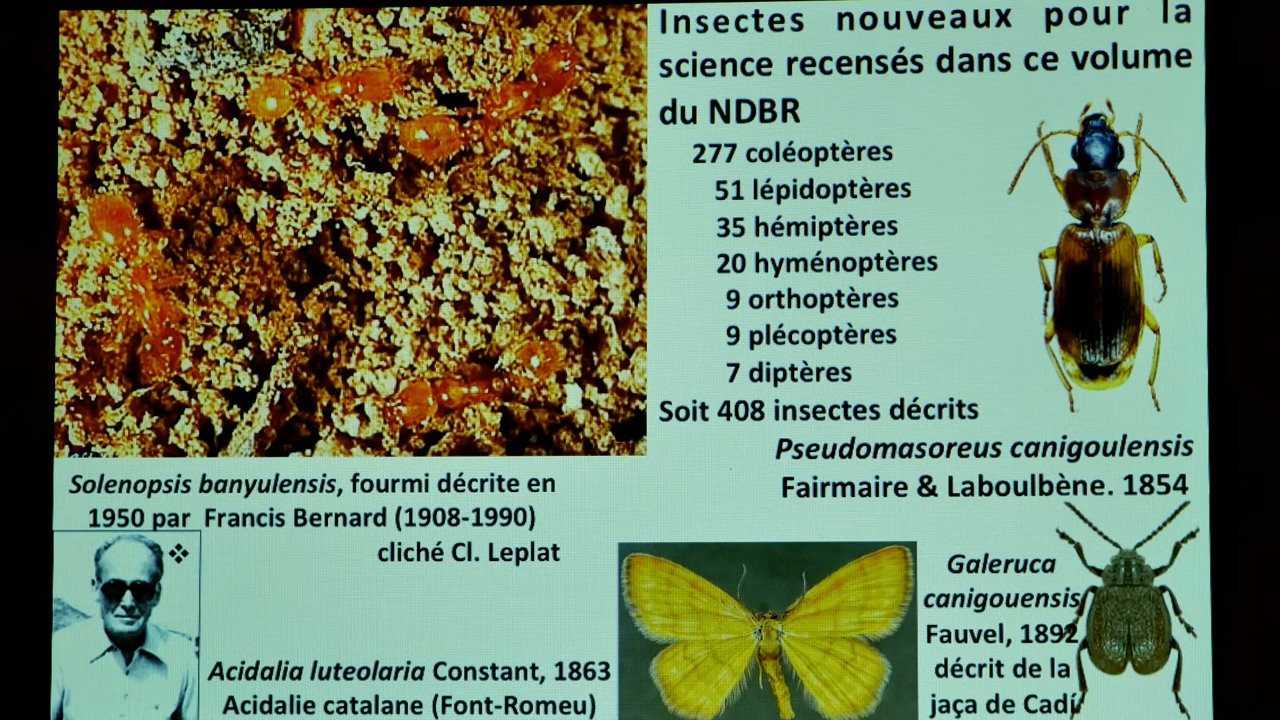 Insectes nouveaux pour la
science recensés dans ce volume
du NDBR
277 coléoptères
51 lépidoptères
35 hémiptères
20 hyménoptères
9 orthoptères
9 plécoptères
7 diptères
Soit 408 insectes décrits
Pseudomasoreus canigoulensis
Fairmaire & Laboulbène. 1854
Solenopsis banyulensis, fourmi décrite en
1950 par Francis Bernard (1908-1990)
cliché Cl. Leplat
Acidalia luteolaria Constant, 1863
Acidalie catalane (Font-Romeu)
Galeruca
canigouensis
Fauvel, 1892
décrit de la
jaça de Cadí